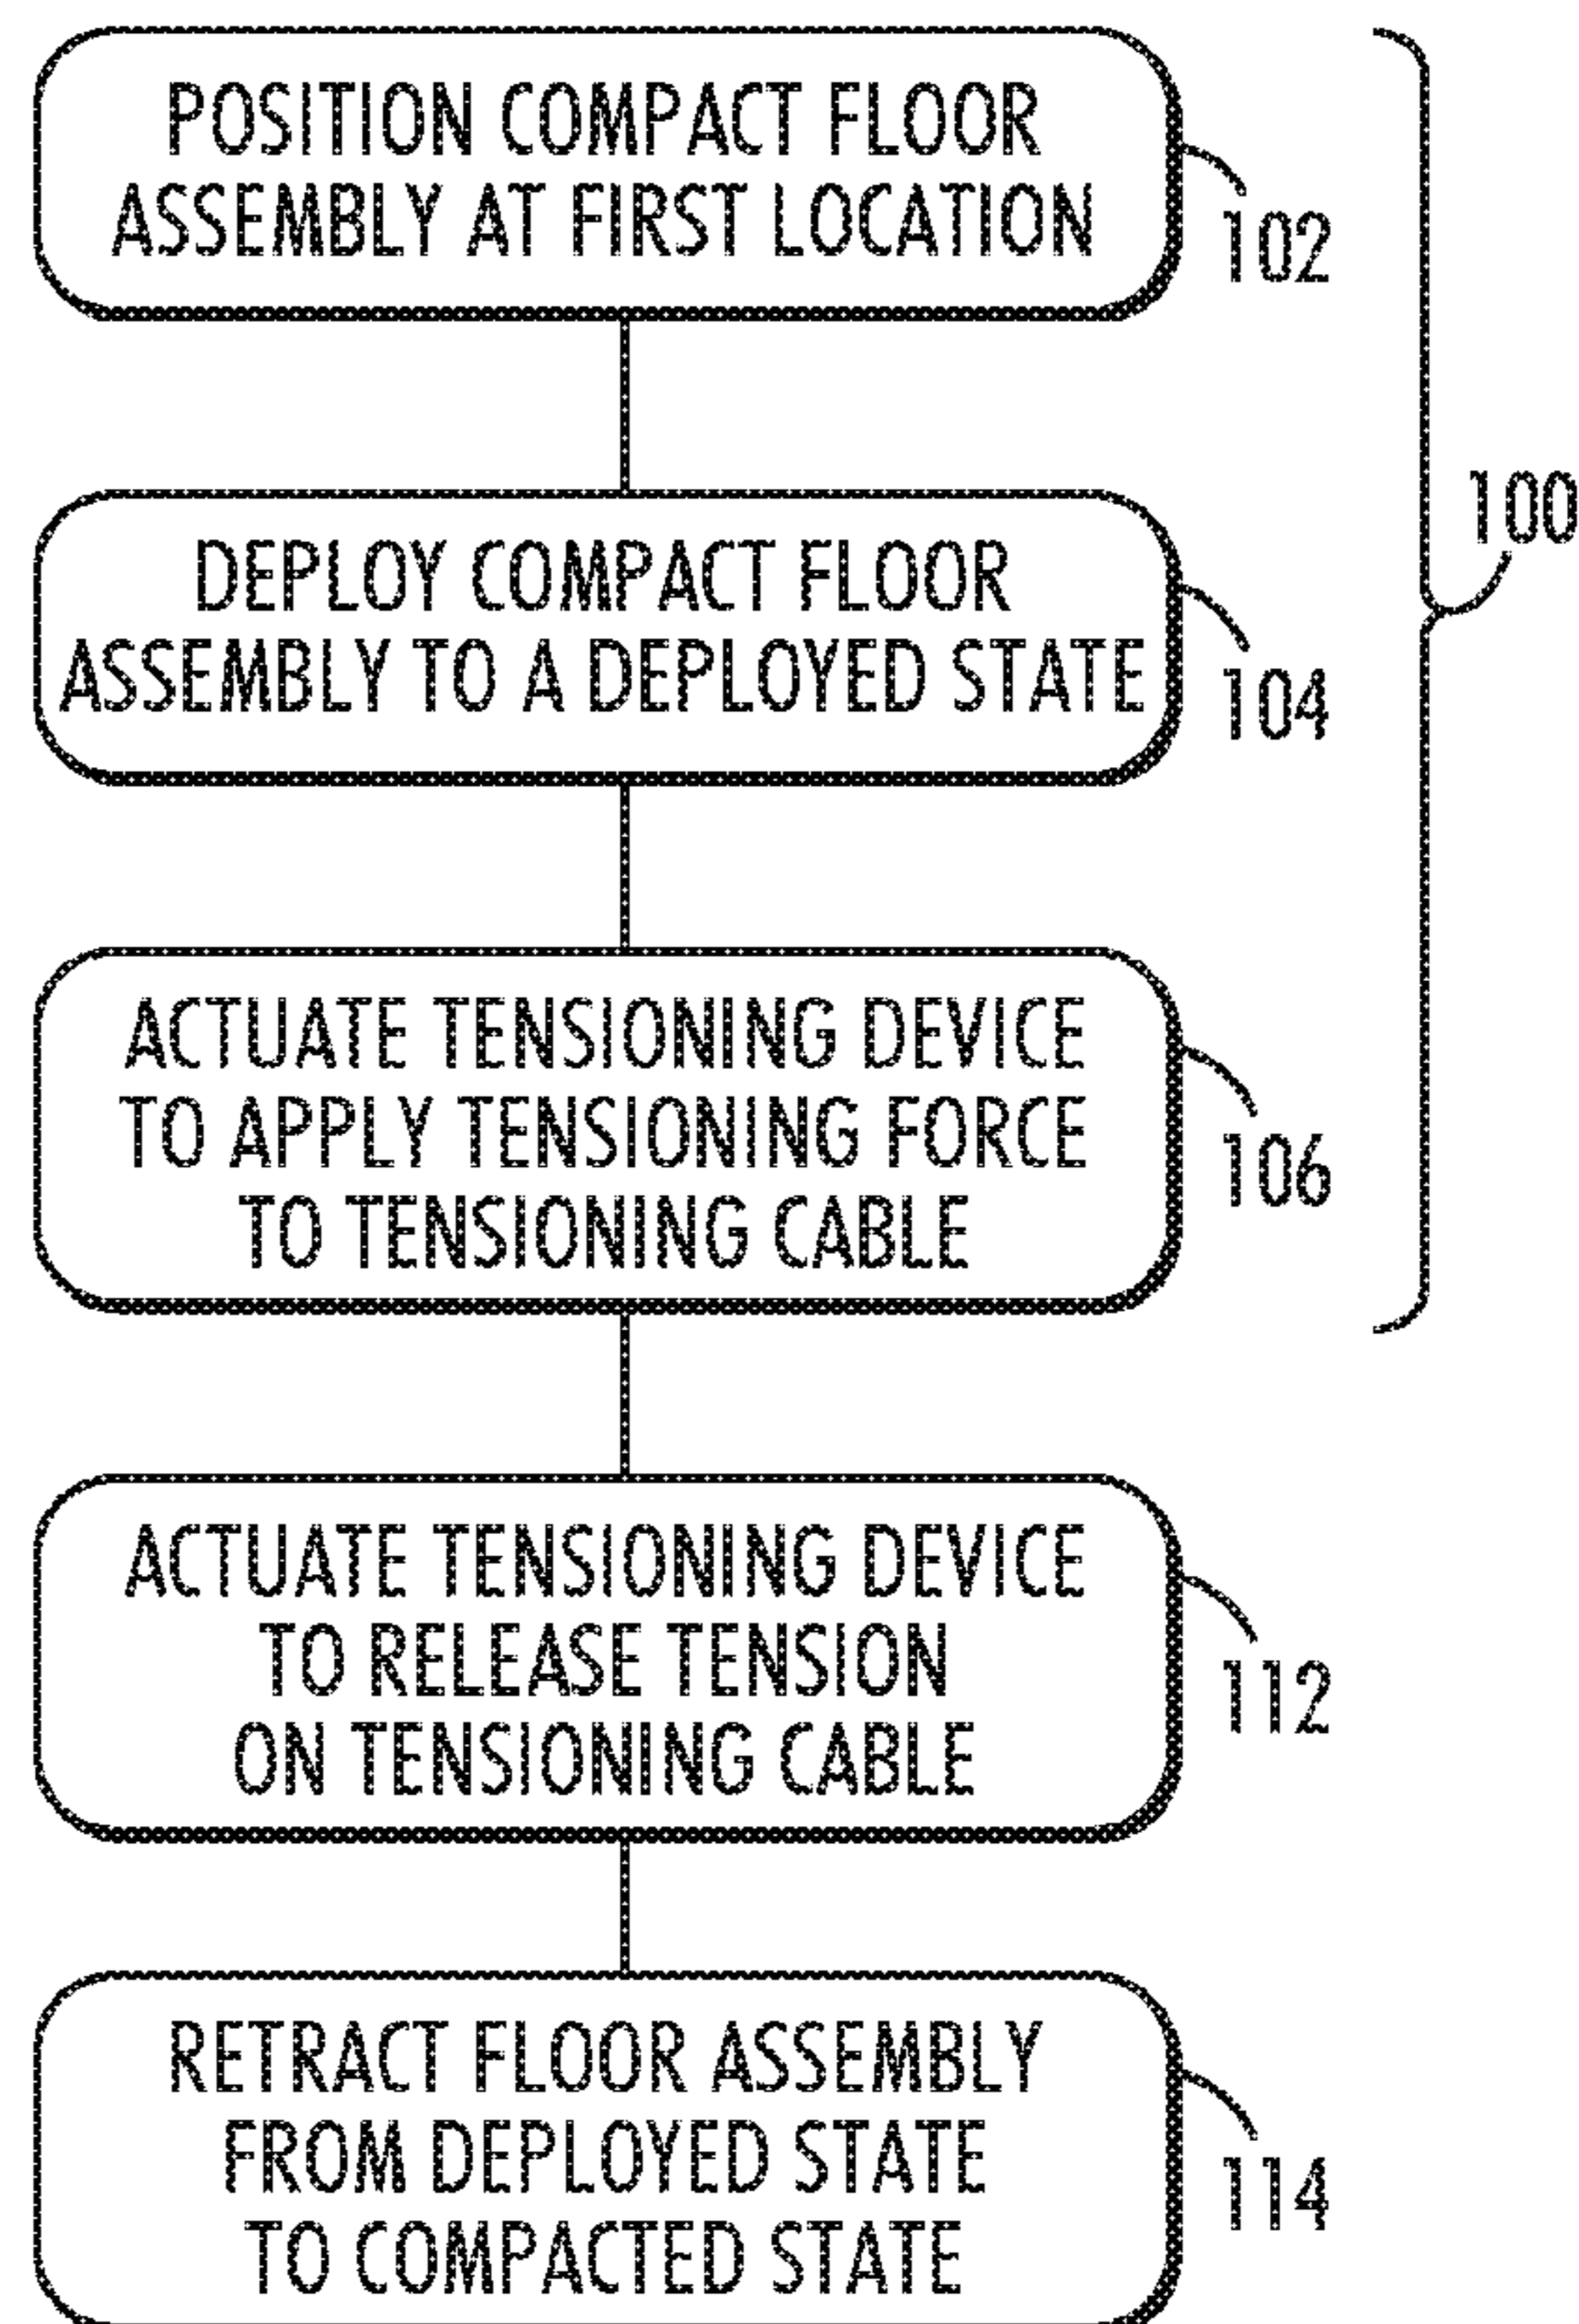 POSITION COMPACT FLOOR
ASSEMBLY AT FIRST LOCATION
102
100
DEPLOY COMPACT FLOOR
ASSEMBLY TO A DEPLOYED STATE
104
ACTUATE TENSIONING DEVICE
TO APPLY TENSIONING FORCE
TO TENSIONING CABLE
106
ACTUATE TENSIONING DEVICE
TO RELEASE TENSION
ON TENSIONING CABLE
112
RETRACT FLOOR ASSEMBLY
FROM DEPLOYED STATE
TO COMPACTED STATE
114